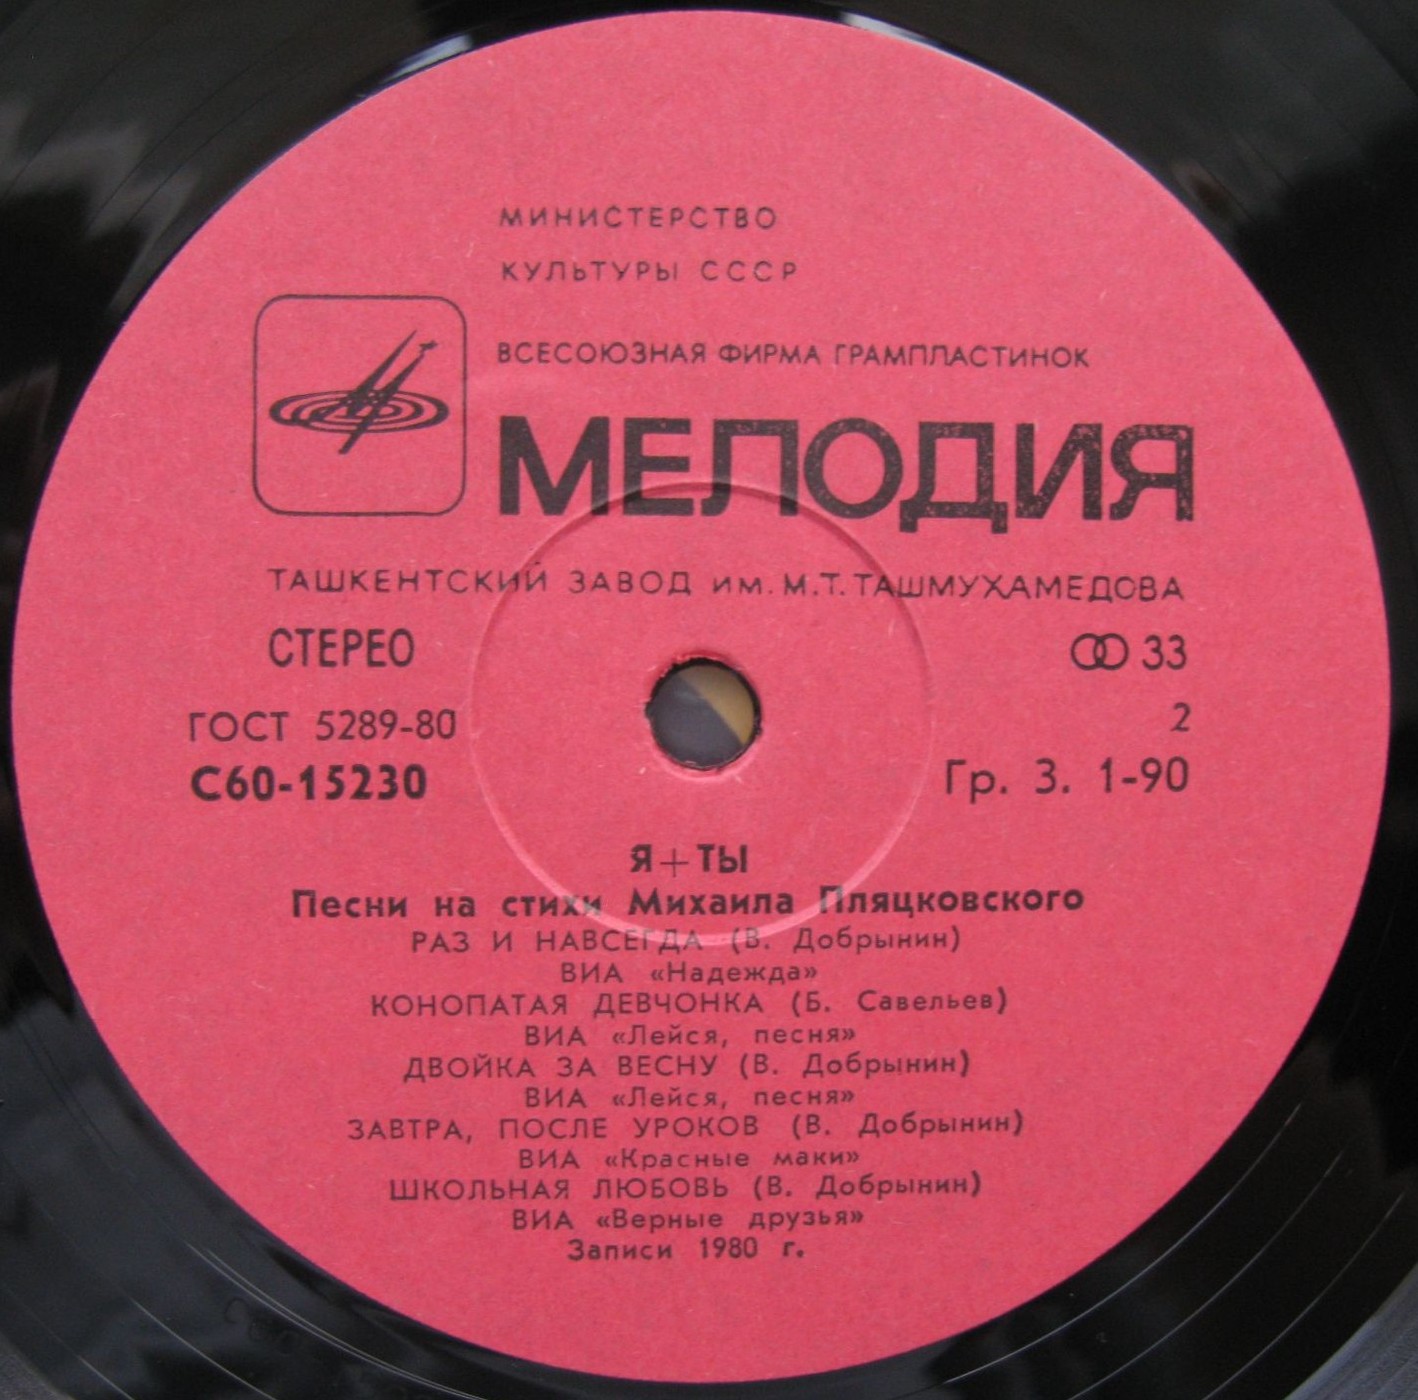 МИНИСТЕРСТВО
КУЛЬТУРЫ СССР
ВСЕСОЮЗНАЯ ФИРМА ГРАМПЛАСТИНОК
МЕЛОДИЯ
ТАШКЕНТСКИЙ ЗАВОД им. М.Т. ТАШМУХАМЕДОВА
СТЕРЕО 33
ГОСТ 5289-80 2
С60-15230 Гр. 3. 1-90
Я+ТЫ
Песни на стихи Михаила Пляцковского
РАЗ И НАВСЕГДА (В. Добрынин)
ВИА «Надежда»
КОНОПАТАЯ ДЕВЧОНКА (Б. Савельев)
ВИА «Лейся, песня»
ДВОЙКА ЗА ВЕСНУ (В. Добрынин)
ВИА «Лейся, песня»
ЗАВТРА, ПОСЛЕ УРОКОВ (В. Добрынин)
ВИА «Красные маки»
ШКОЛЬНАЯ ЛЮБОВЬ (В. Добрынин)
ВИА «Верные друзья»
Записи 1980 г.